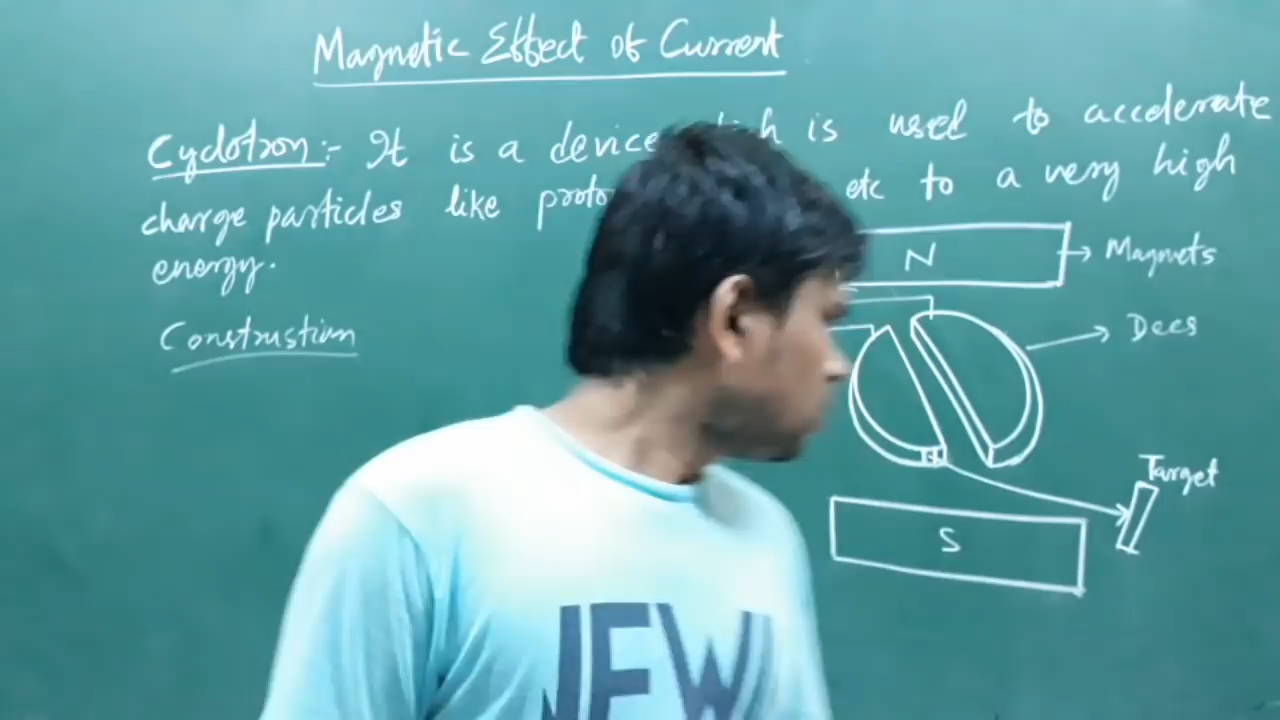 Magnetic Effect of Current
Cyclotron:- It is a device is used to accelerate
charge particles like etc to a very high
energy.
Construstion
N
Magnets
Dees
Target
S
NEW